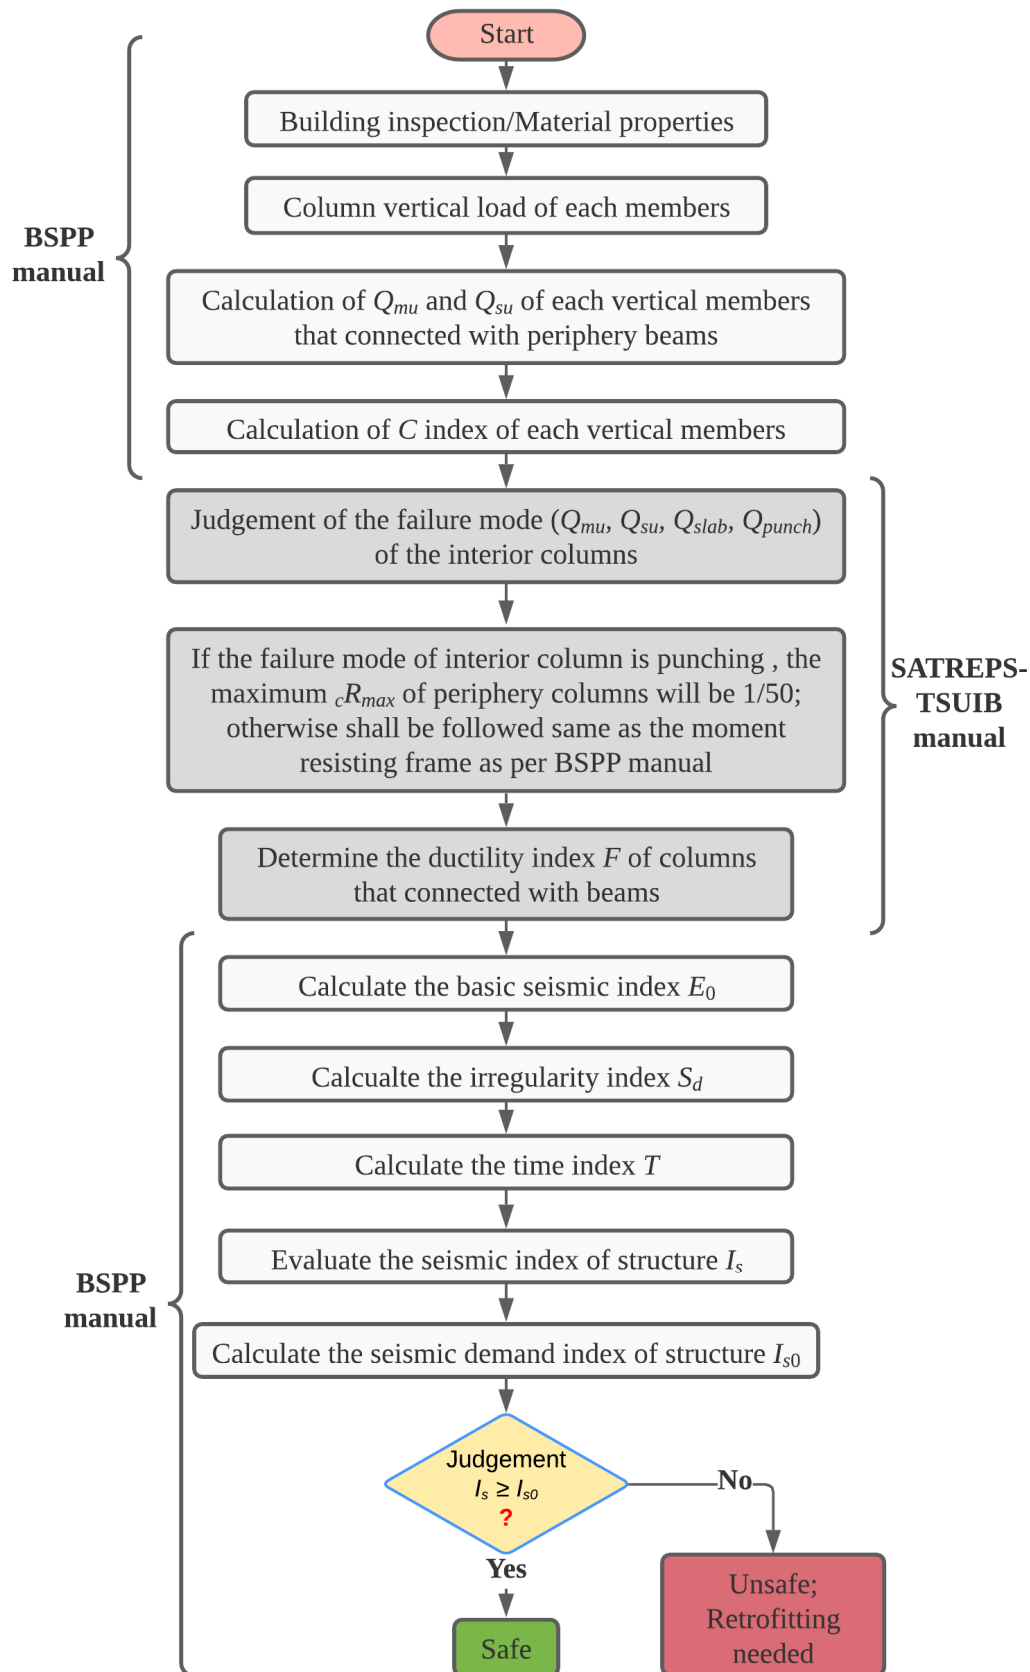 Start
Building inspection/Material properties
Column vertical load of each members
BSPP
manual
Calculation of Qmu and Qsu of each vertical members
that connected with periphery beams
Calculation of C index of each vertical members
Judgement of the failure mode (Qmu, Qsu, Qslab, Qpunch)
of the interior columns
If the failure mode of interior column is punching , the
maximum cRmax of periphery columns will be 1/50;
otherwise shall be followed same as the moment
resisting frame as per BSPP manual
SATREPS-
TSUIB
manual
Determine the ductility index F of columns
that connected with beams
Calculate the basic seismic index E0
Calcualte the irregularity index Sd
Calculate the time index T
Evaluate the seismic index of structure Is
BSPP
manual
Calculate the seismic demand index of structure Is0
Judgement
Is ≥ Is0
?
No
Yes
Unsafe;
Retrofitting
needed
Safe